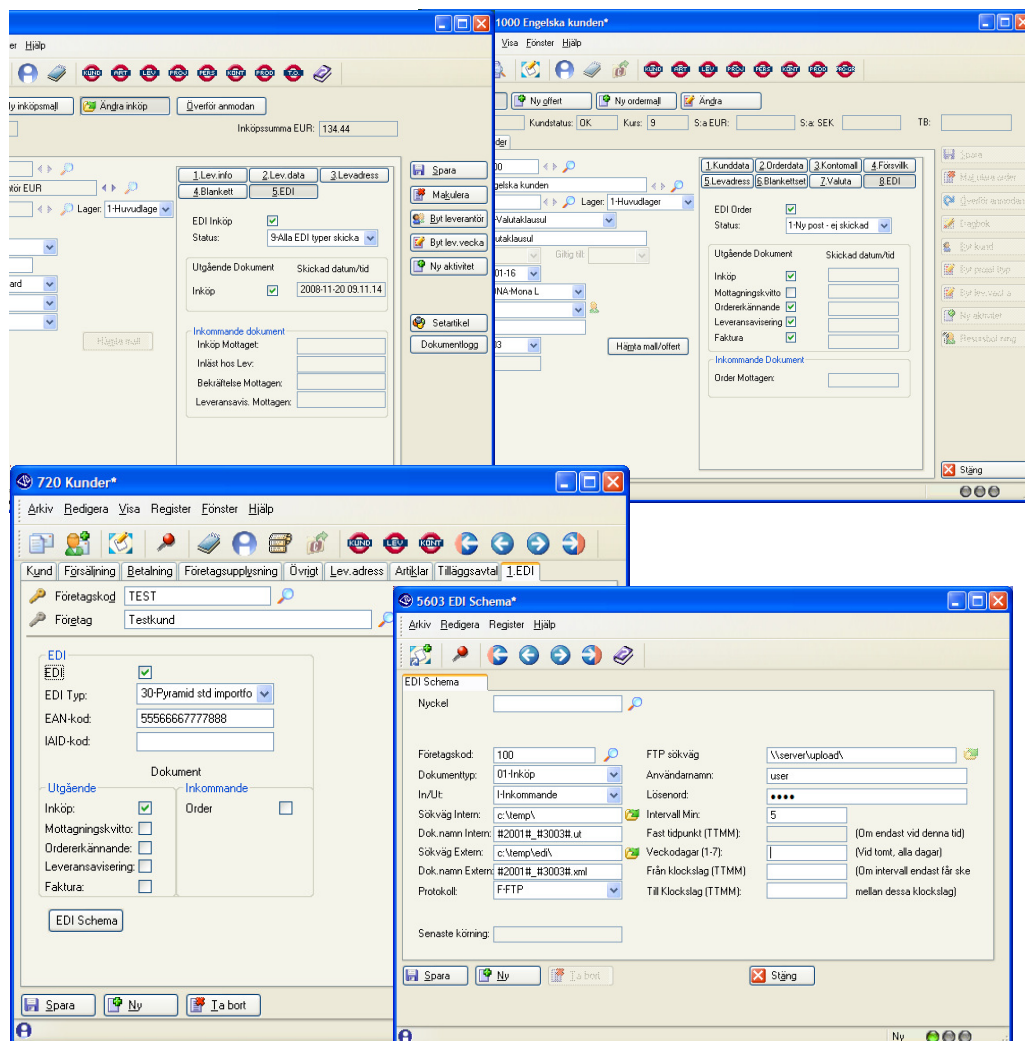 er Hjälp
KUND ART LEV PROJ PERS KONT PROD T.O.
Ny inköpsmall Ändra inköp Överför anmodan
Inköpssumma EUR: 134.44
1.Lev.info 2.Lev.data 3.Levadress
4.Blankett 5.EDI
ntör EUR
Lager: 1-Huvudlage
ard
Hämta mall
EDI Inköp
Status: 9-Alla EDI typer skicka
Utgående Dokument Skickad datum/tid
Inköp 2008-11-20 09.11.14
Inkommande dokument
Inköp Mottaget:
Inläst hos Lev:
Bekräftelse Mottagen:
Leveransavis. Mottagen:
Spara
Makulera
Byt leverantör
Byt lev.vecka
Ny aktivitet
Setartikel
Dokumentlogg
1000 Engelska kunden*
Visa Fönster Hjälp
KUND ART LEV PROJ PERS KONT PROD
Ny offert Ny ordermall Ändra
Kundstatus: OK Kurs: 9 S:a EUR: S:a: SEK TB:
der
00
ngelska kunden
Lager: 1-Huvudlager
-Valutaklausul
utaklausul
Giltig till:
01-16
NA-Mona L
03
Hämta mall/offert
1.Kunddata 2.Orderdata 3.Kontomall 4.Försvillk.
5.Levadress 6.Blankettset 7.Valuta 8.EDI
EDI Order
Status: 1-Ny post - ej skickad
Utgående Dokument Skickad datum/tid
Inköp
Mottagningskvitto
Ordererkännande
Leveransavisering
Faktura
Inkommande Dokument
Order Mottagen:
Spara
Makulera order
Överför anmodan
Dagbok
Byt kund
Ny aktivitet
Stäng
720 Kunder*
Arkiv Redigera Visa Register Fönster Hjälp
KUND LEV KONT
Kund Försäljning Betalning Företagsupplysning Övrigt Lev.adress Artiklar Tilläggsavtal 1.EDI
Företagskod TEST
Företag Testkund
EDI
EDI
EDI Typ: 30-Pyramid std importfo
EAN-kod: 55566667777888
IAID-kod:
Dokument
Utgående Inkommande
Inköp: Order
Mottagningskvitto:
Ordererkännande:
Leveransavisering:
Faktura:
EDI Schema
Spara Ny Ta bort
5603 EDI Schema*
Arkiv Redigera Register Hjälp
EDI Schema
Nyckel
Företagskod: 100 FTP sökväg \\server\upload\
Dokumenttyp: 01-Inköp Användarnamn: user
In/Ut: I-Inkommande Lösenord: ●●●●
Sökväg Intern: c:\temp\ Intervall Min: 5
Dok.namn Intern: #2001#_#3003#.ut Fast tidpunkt (TTMM): (Om endast vid denna tid)
Sökväg Extern: c:\temp\edi\ Veckodagar (1-7): (Vid tomt, alla dagar)
Dok.namn Extern: #2001#_#3003#.xml Från klockslag (TTMM) (Om intervall endast får ske
Protokoll: F-FTP Till Klockslag (TTMM): mellan dessa klockslag)
Senaste körning:
Spara Ny Ta bort Stäng
Ny